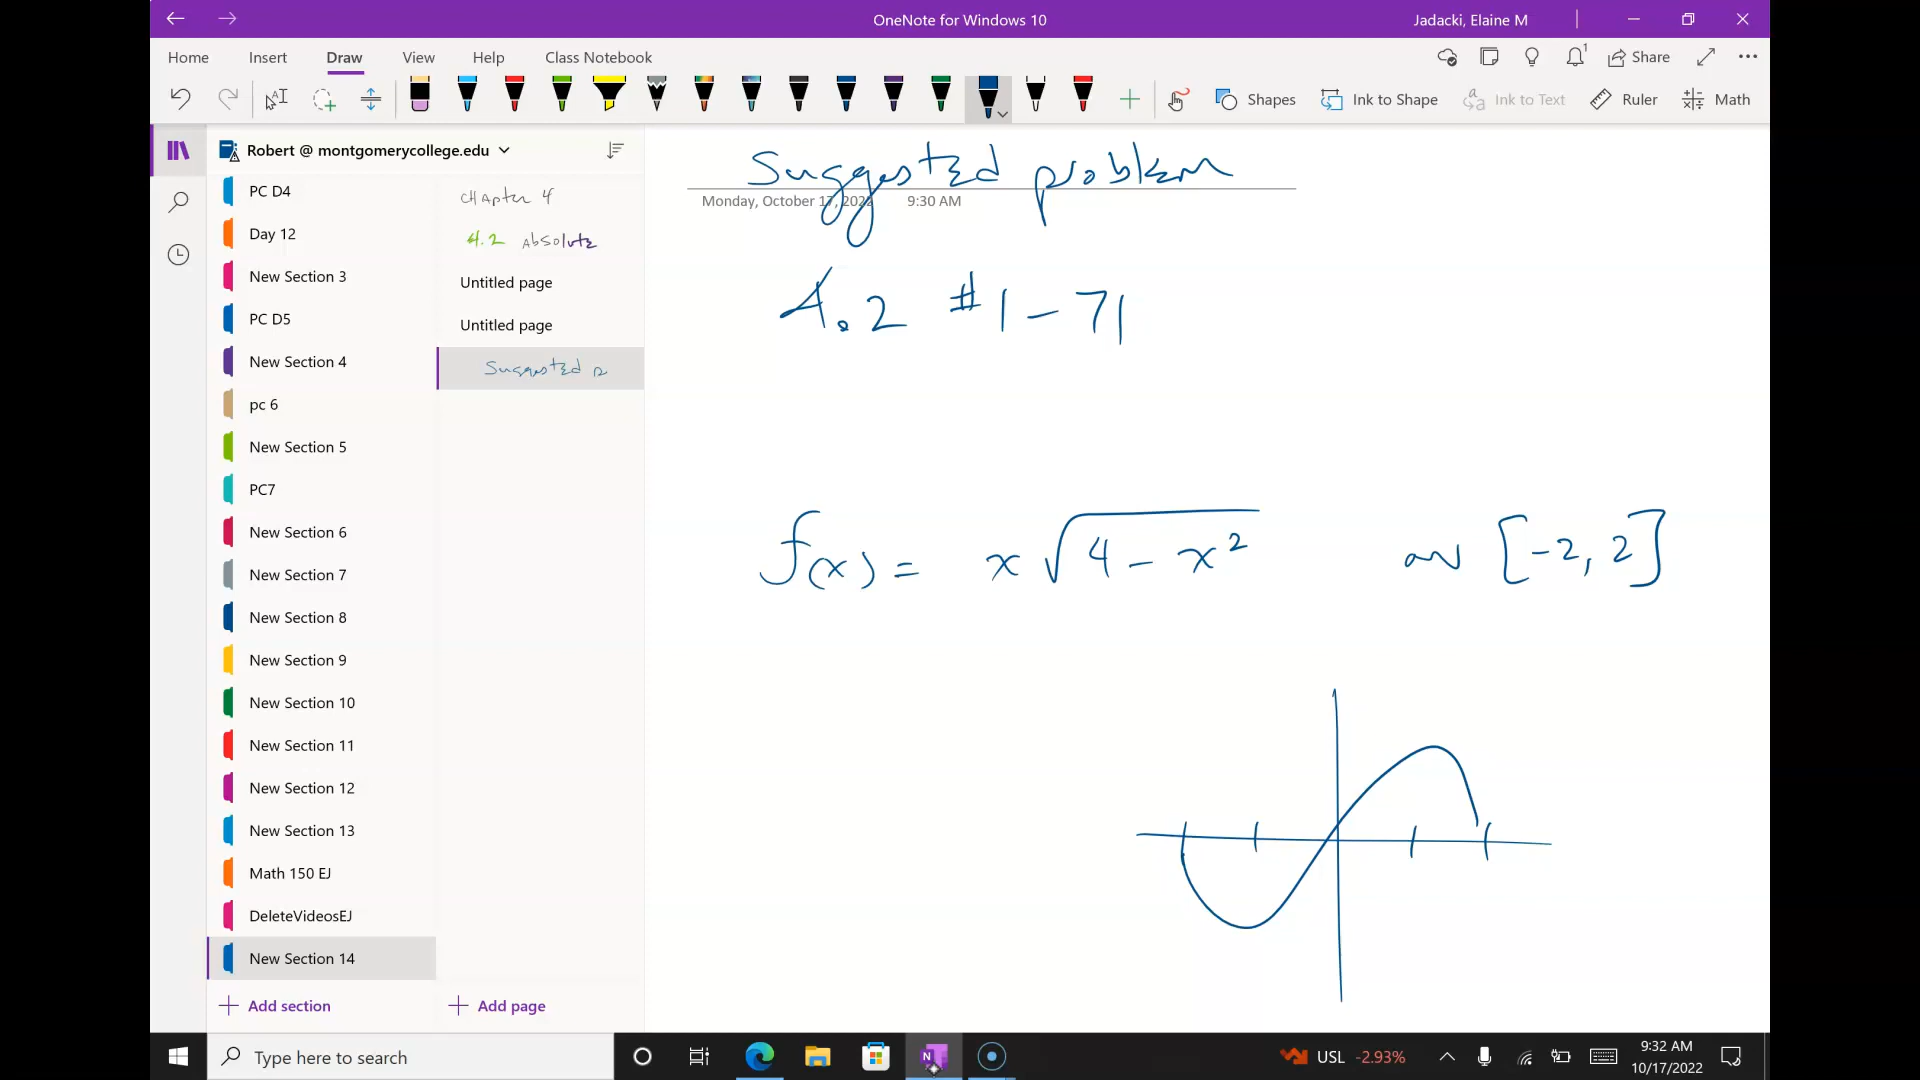 OneNote for Windows 10
Jadacki, Elaine M
Home Insert Draw View Help Class Notebook
1
Share
Shapes Ink to Shape Ink to Text Ruler Math
Robert @ montgomerycollege.edu
PC D4
Day 12
New Section 3
PC D5
New Section 4
pc 6
New Section 5
PC7
New Section 6
New Section 7
New Section 8
New Section 9
New Section 10
New Section 11
New Section 12
New Section 13
Math 150 EJ
DeleteVideosEJ
New Section 14
Add section
CHApter 4
4.2 Absolute
Untitled page
Untitled page
Suggested p
Add page
Suggested problem
Monday, October 17, 2022 9:30 AM
4.2 #1-71
f(x) = x√(4 - x²) on [-2, 2]
Type here to search
N
USL -2.93%
9:32 AM
10/17/2022